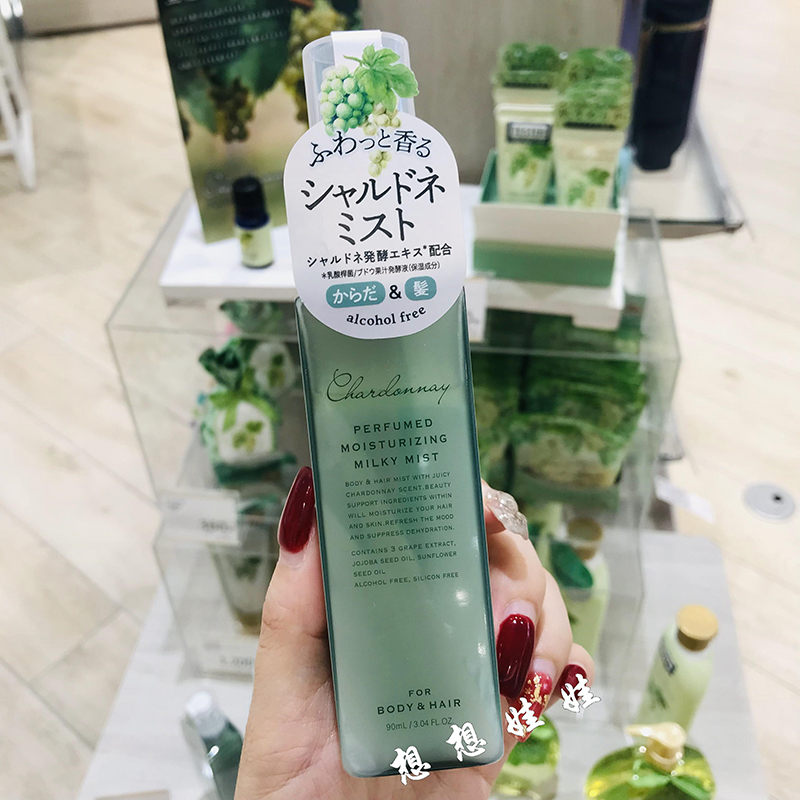 ふわっと香る
シャルドネ
ミスト
シャルドネ発酵エキス*配合
*乳酸桿菌/ブドウ果汁発酵液(保湿成分)
からだ & 髪
alcohol free
Chardonnay
PERFUMED
MOISTURIZING
MILKY MIST
BODY & HAIR MIST WITH JUICY
CHARDONNAY SCENT.BEAUTY
SUPPORT INGREDIENTS WITHIN
WILL MOISTURIZE YOUR HAIR
AND SKIN.REFRESH THE MOOD
AND SUPPRESS DEHYDRATION.
CONTAINS 3 GRAPE EXTRACT,
JOJOBA SEED OIL, SUNFLOWER
SEED OIL
ALCOHOL FREE, SILICON FREE
FOR
BODY & HAIR
90mL / 3.04 FL.OZ
想想娃娃